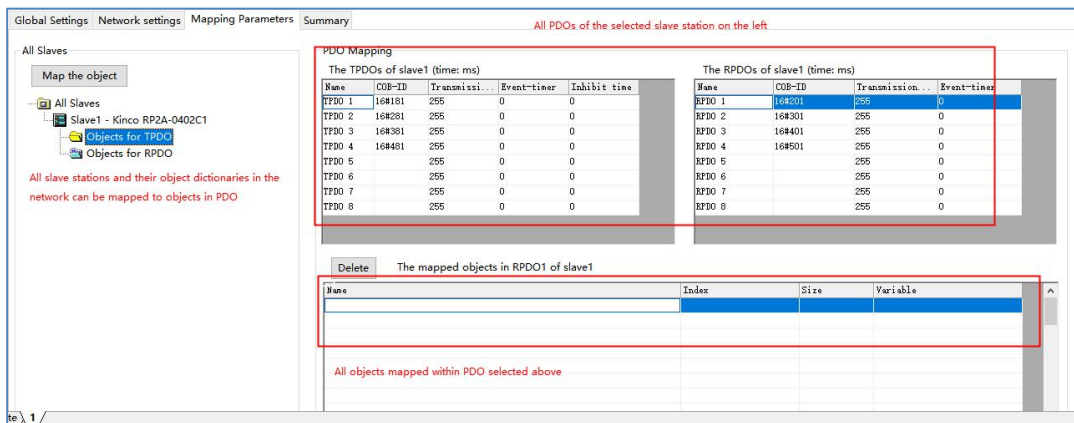 Global Settings Network settings Mapping Parameters Summary
All PDOs of the selected slave station on the left
All Slaves
Map the object
All Slaves
Slave1 - Kinco RP2A-0402C1
Objects for TPDO
Objects for RPDO
All slave stations and their object dictionaries in the
network can be mapped to objects in PDO
PDO Mapping
The TPDOs of slave1 (time: ms)
Name COB-ID Transmissi... Event-timer Inhibit time
TPDO 1 16#181 255 0 0
TPDO 2 16#281 255 0 0
TPDO 3 16#381 255 0 0
TPDO 4 16#481 255 0 0
TPDO 5 255 0 0
TPDO 6 255 0 0
TPDO 7 255 0 0
TPDO 8 255 0 0
The RPDOs of slave1 (time: ms)
Name COB-ID Transmission... Event-timer
RPDO 1 16#201 255 0
RPDO 2 16#301 255 0
RPDO 3 16#401 255 0
RPDO 4 16#501 255 0
RPDO 5 255 0
RPDO 6 255 0
RPDO 7 255 0
RPDO 8 255 0
Delete The mapped objects in RPDO1 of slave1
Name Index Size Variable
All objects mapped within PDO selected above
te \ 1 /